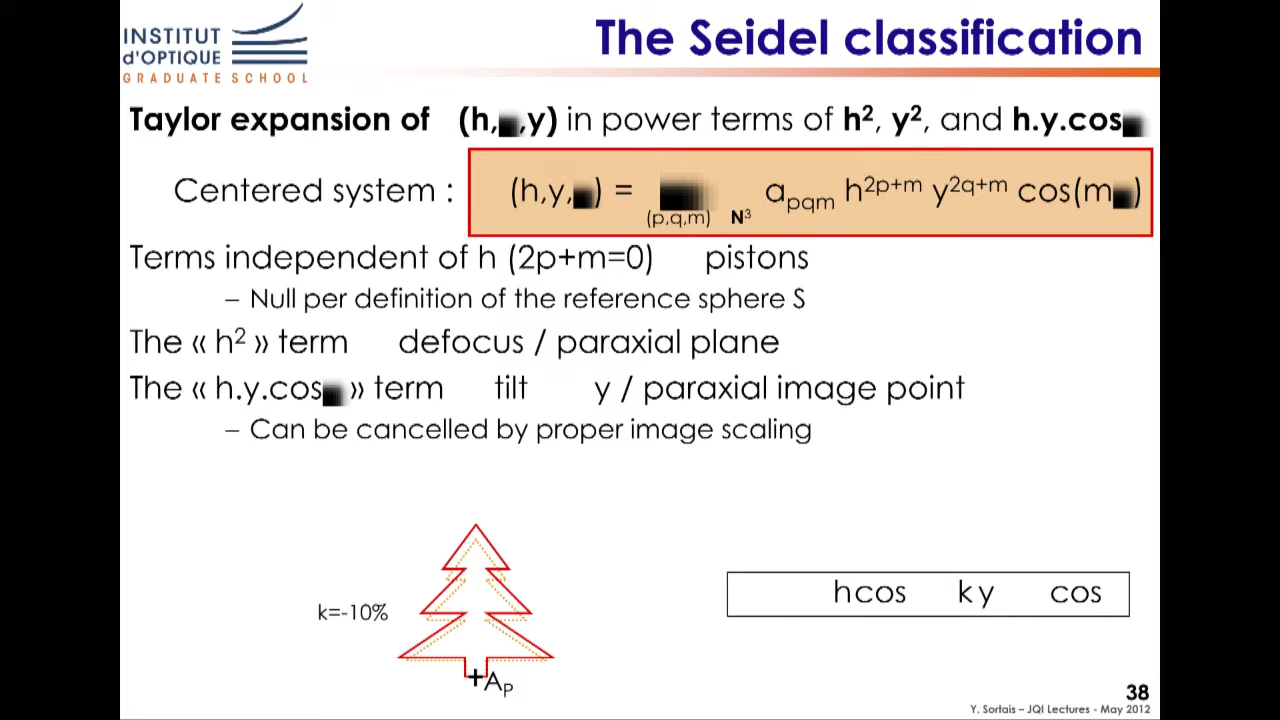 INSTITUT
d'OPTIQUE
GRADUATE SCHOOL
The Seidel classification
Taylor expansion of (h, ,y) in power terms of h², y², and h.y.cos
Centered system : (h,y, ) = a_pqm h^2p+m y^2q+m cos(m )
(p,q,m) N³
Terms independent of h (2p+m=0) pistons
– Null per definition of the reference sphere S
The « h² » term defocus / paraxial plane
The « h.y.cos » term tilt y / paraxial image point
– Can be cancelled by proper image scaling
hcos ky cos
k=-10%
+A_P
38
Y. Sortais – JQI Lectures - May 2012